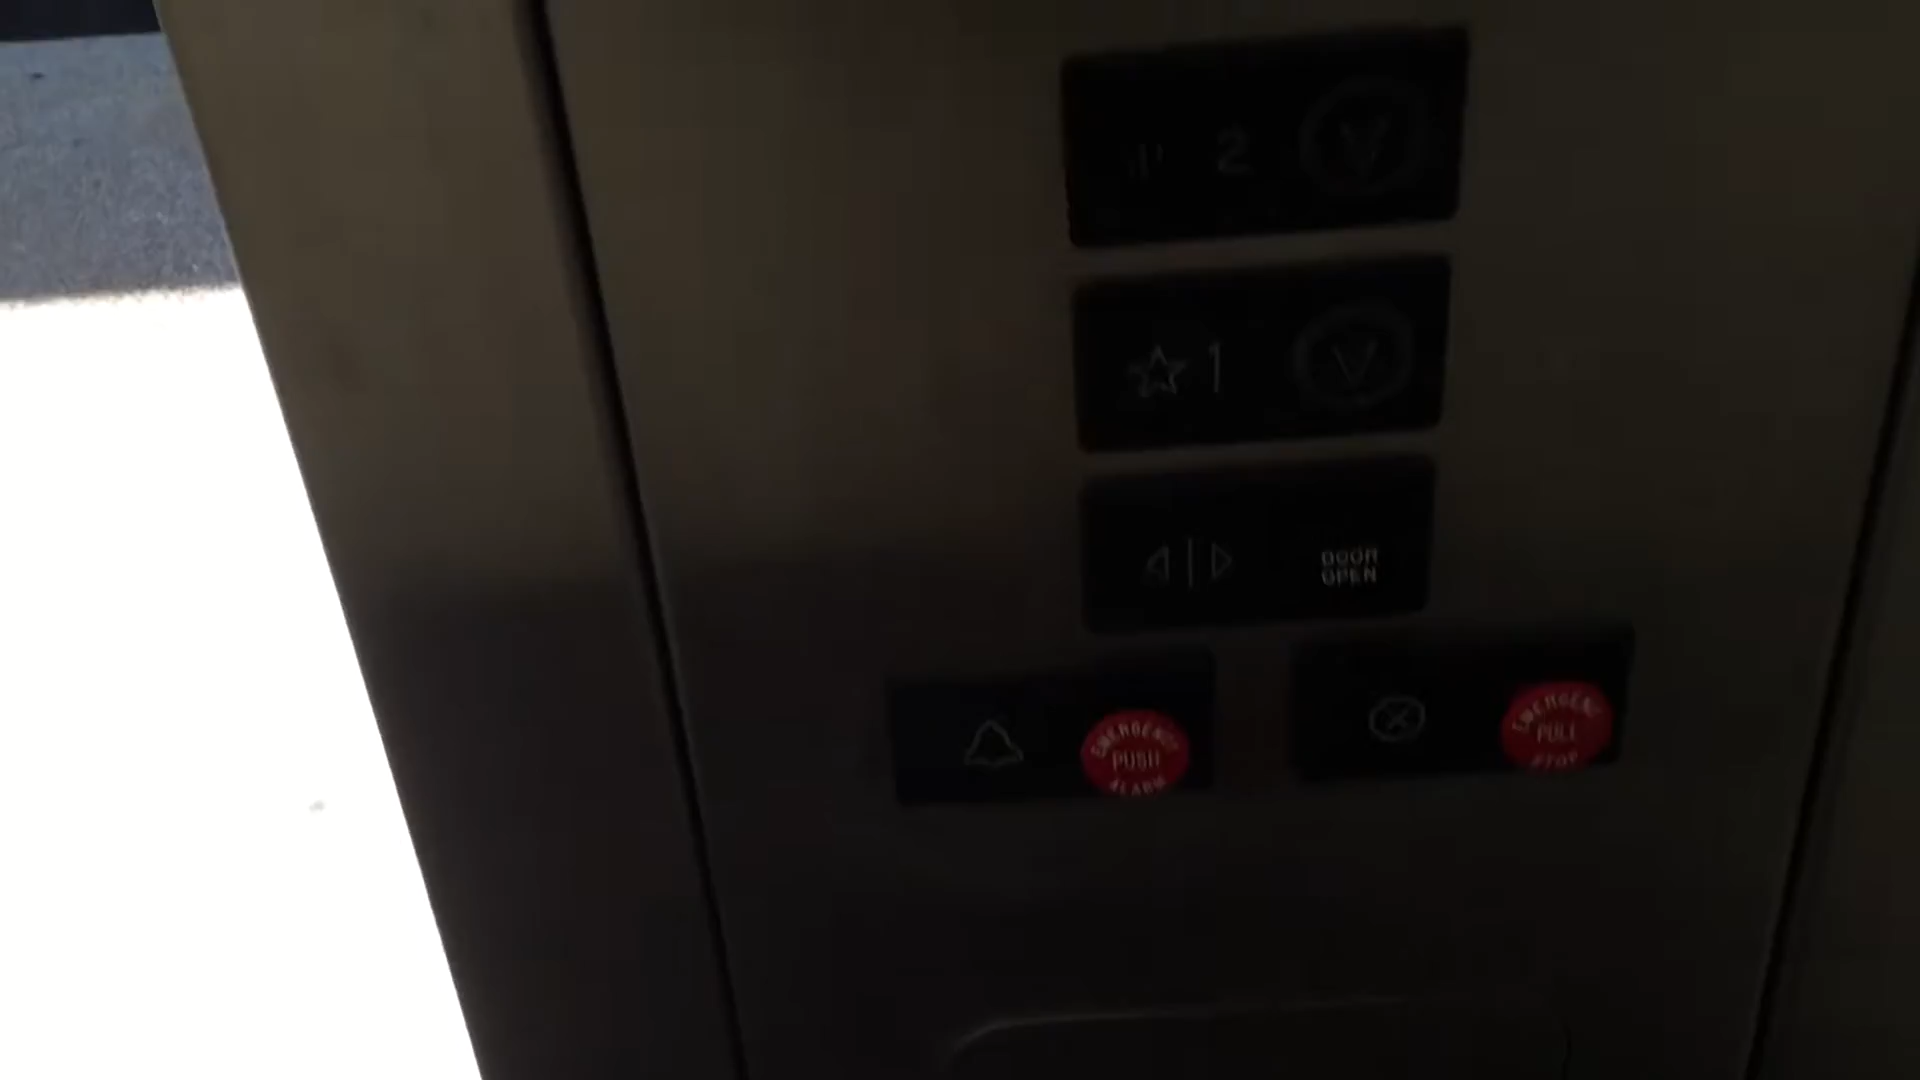 2
☆1
DOOR
OPEN
EMERGENCY
PUSH
ALARM
EMERGENCY
PULL
STOP